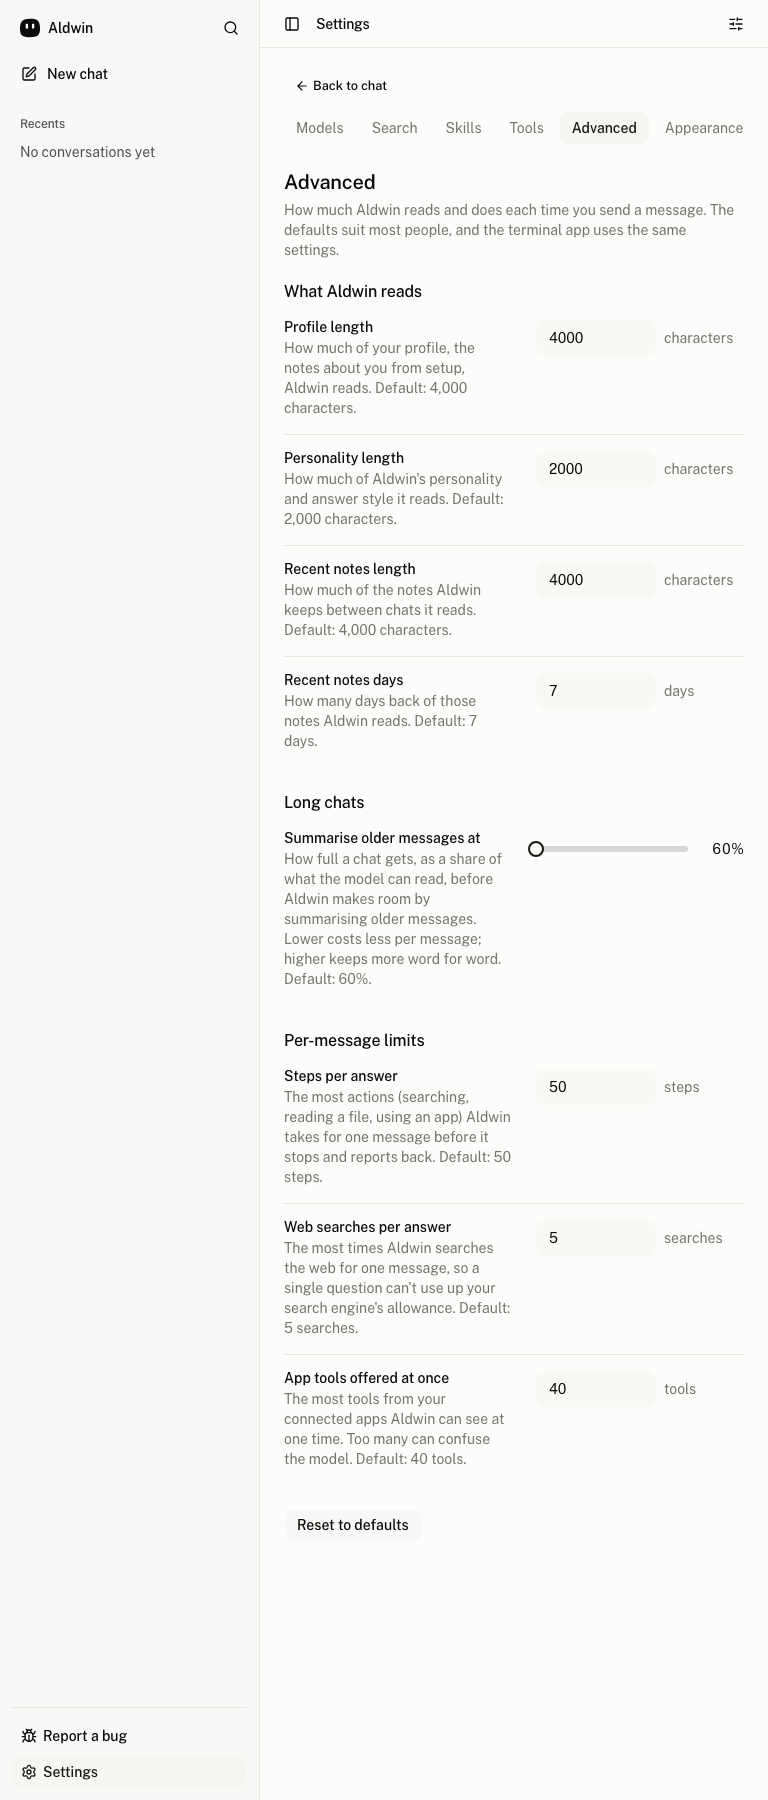 Aldwin
New chat
Recents
No conversations yet
Report a bug
Settings
Settings
Back to chat
Models Search Skills Tools Advanced Appearance
Advanced
How much Aldwin reads and does each time you send a message. The
defaults suit most people, and the terminal app uses the same
settings.
What Aldwin reads
Profile length
How much of your profile, the
notes about you from setup,
Aldwin reads. Default: 4,000
characters.
4000 characters
Personality length
How much of Aldwin's personality
and answer style it reads. Default:
2,000 characters.
2000 characters
Recent notes length
How much of the notes Aldwin
keeps between chats it reads.
Default: 4,000 characters.
4000 characters
Recent notes days
How many days back of those
notes Aldwin reads. Default: 7
days.
7 days
Long chats
Summarise older messages at
How full a chat gets, as a share of
what the model can read, before
Aldwin makes room by
summarising older messages.
Lower costs less per message;
higher keeps more word for word.
Default: 60%.
60%
Per-message limits
Steps per answer
The most actions (searching,
reading a file, using an app) Aldwin
takes for one message before it
stops and reports back. Default: 50
steps.
50 steps
Web searches per answer
The most times Aldwin searches
the web for one message, so a
single question can't use up your
search engine's allowance. Default:
5 searches.
5 searches
App tools offered at once
The most tools from your
connected apps Aldwin can see at
one time. Too many can confuse
the model. Default: 40 tools.
40 tools
Reset to defaults